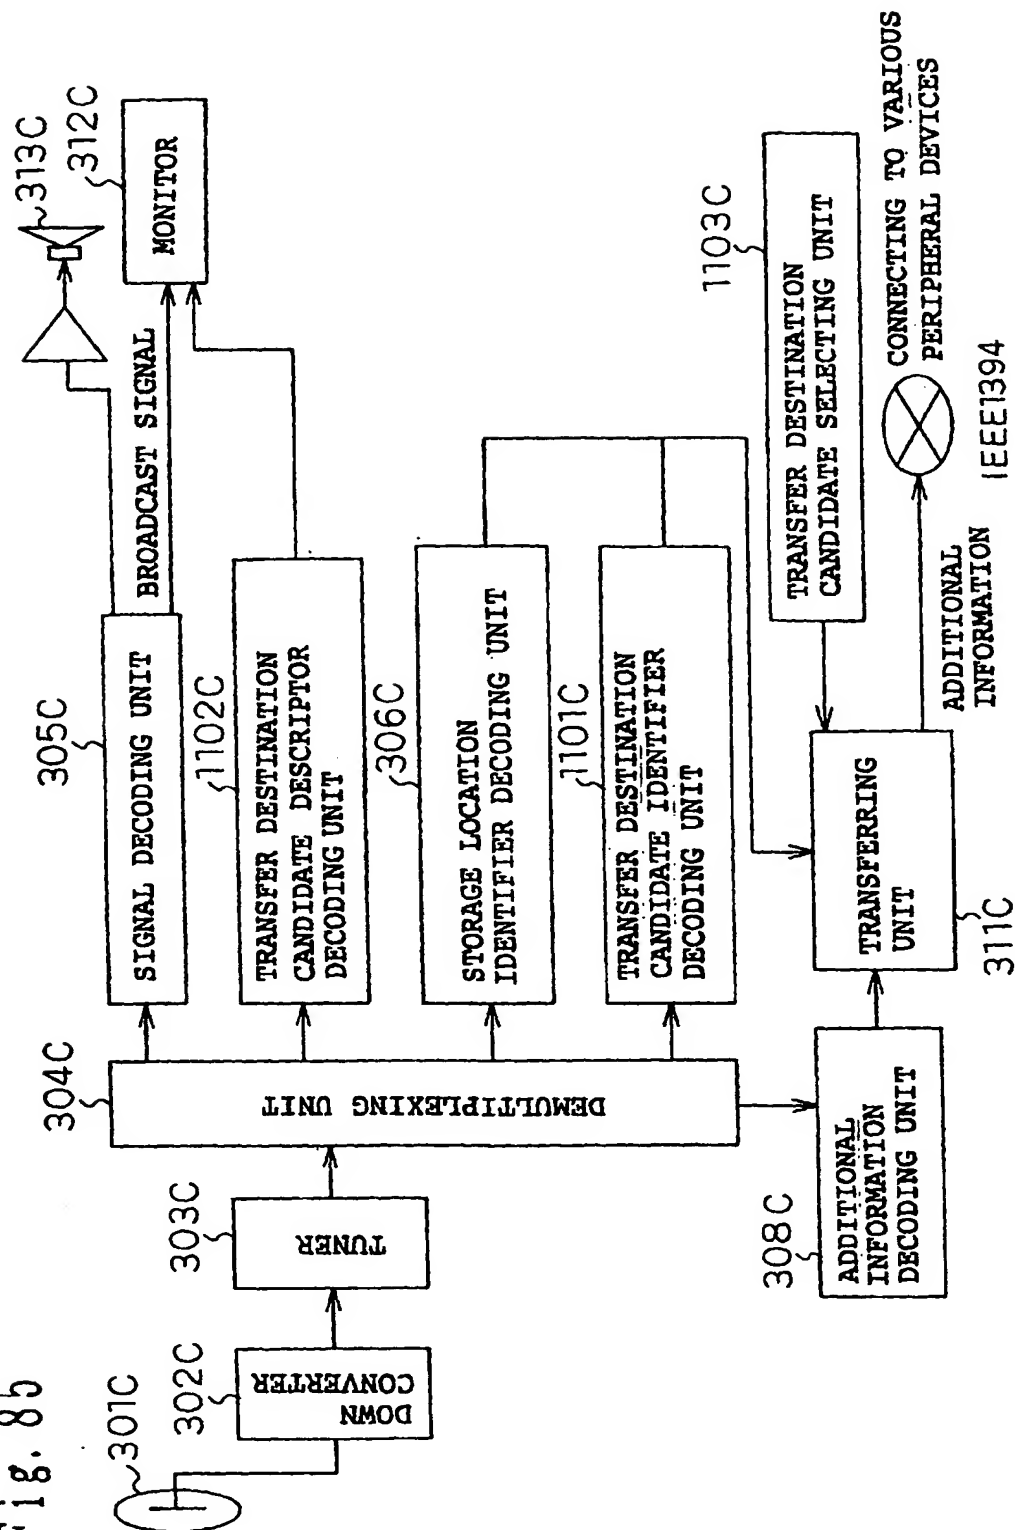 Fig. 8b
301C
302C
DOWN
CONVERTER
303C
TUNER
304C
DEMULTIPLEXING UNIT
305C
SIGNAL DECODING UNIT
BROADCAST SIGNAL
313C
312C
MONITOR
1102C
TRANSFER DESTINATION
CANDIDATE DESCRIPTOR
DECODING UNIT
306C
STORAGE LOCATION
IDENTIFIER DECODING UNIT
1101C
TRANSFER DESTINATION
CANDIDATE IDENTIFIER
DECODING UNIT
1103C
TRANSFER DESTINATION
CANDIDATE SELECTING UNIT
308C
ADDITIONAL
INFORMATION
DECODING UNIT
TRANSFERRING
UNIT
311C
ADDITIONAL
INFORMATION
CONNECTING TO VARIOUS
PERIPHERAL DEVICES
IEEE1394